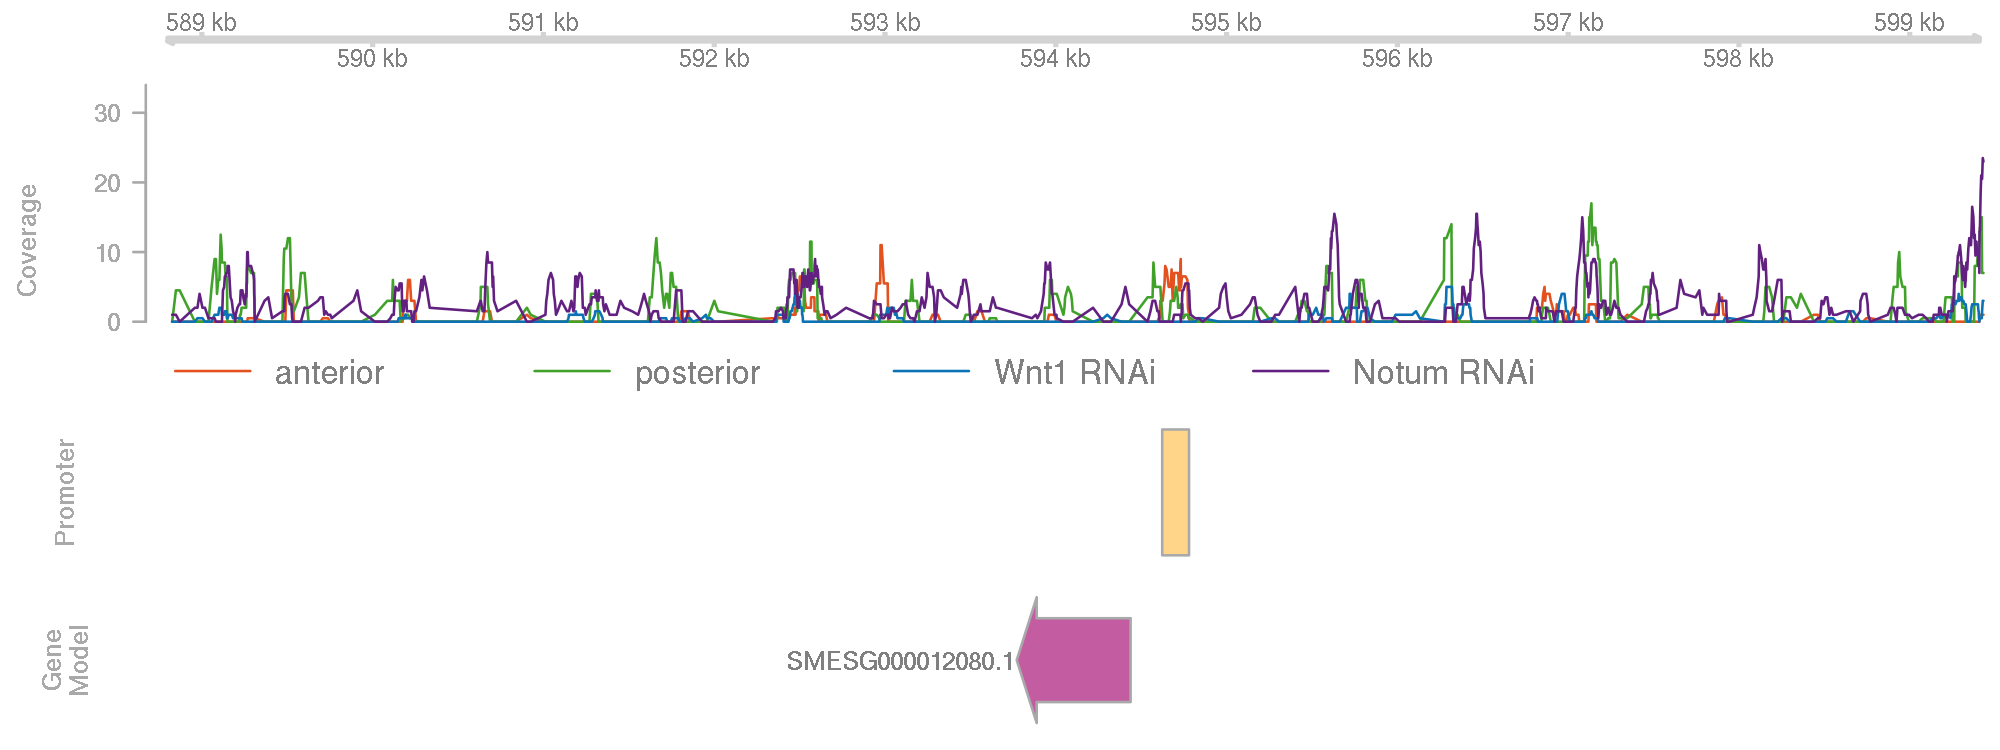 589 kb 591 kb 593 kb 595 kb 597 kb 599 kb
590 kb 592 kb 594 kb 596 kb 598 kb
Coverage
30
20
10
0
anterior posterior Wnt1 RNAi Notum RNAi
Promoter
Gene
Model
SMESG000012080.1